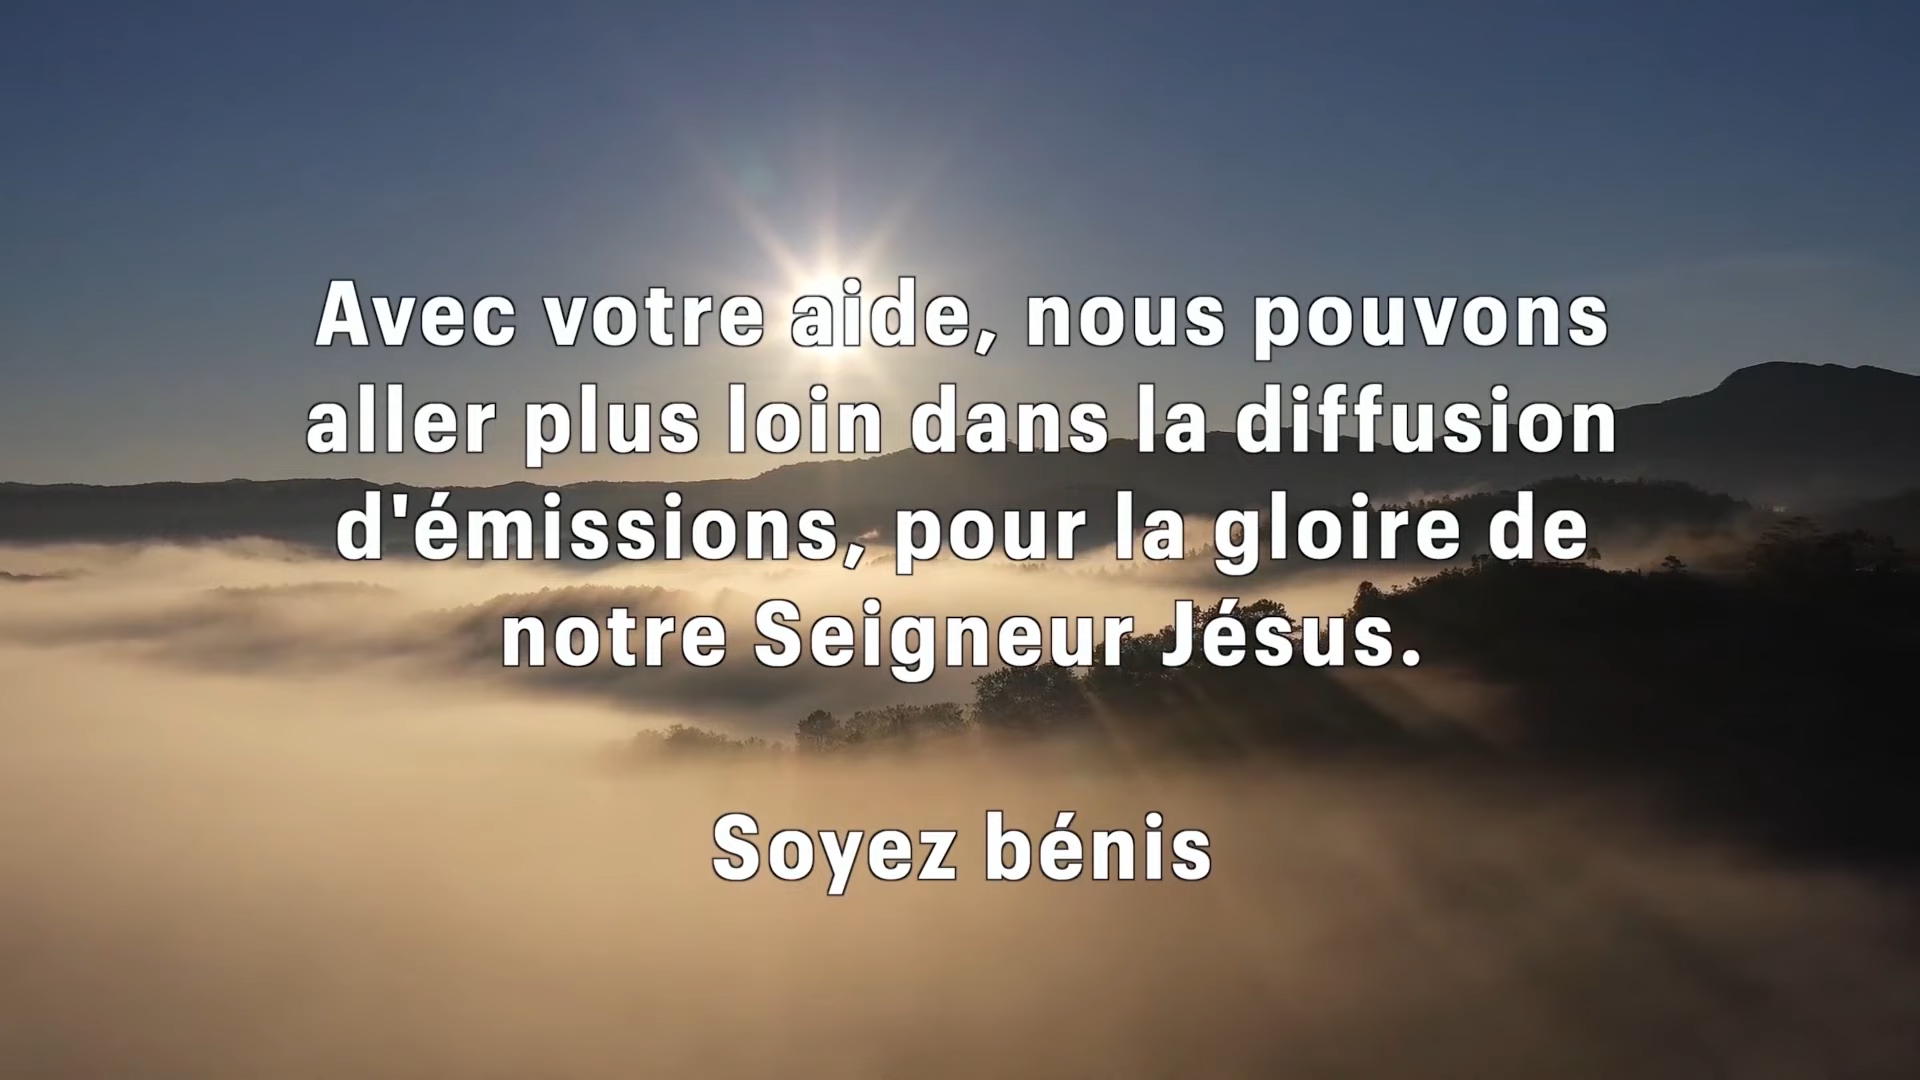 Avec votre aide, nous pouvons
aller plus loin dans la diffusion
d'émissions, pour la gloire de
notre Seigneur Jésus.
Soyez bénis